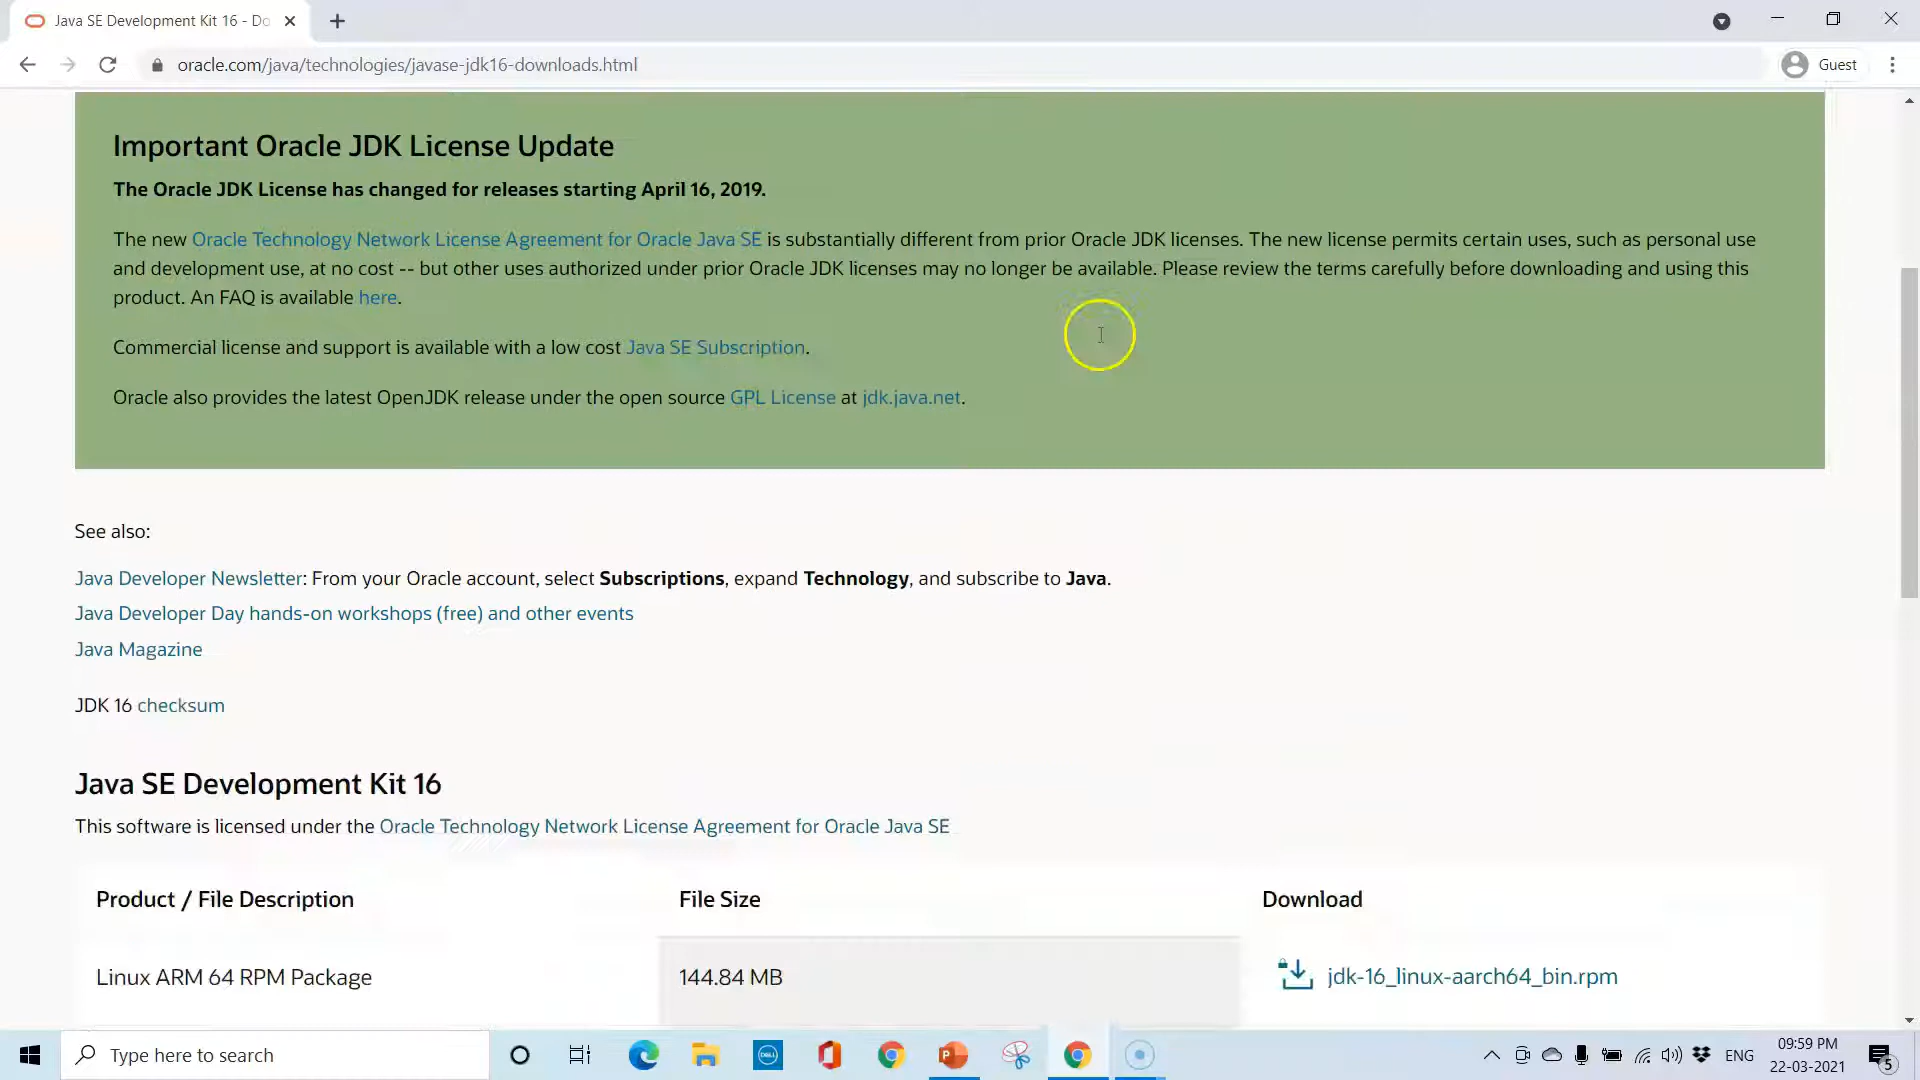 Java SE Development Kit 16 - Do
oracle.com/java/technologies/javase-jdk16-downloads.html
Guest
Important Oracle JDK License Update
The Oracle JDK License has changed for releases starting April 16, 2019.
The new Oracle Technology Network License Agreement for Oracle Java SE is substantially different from prior Oracle JDK licenses. The new license permits certain uses, such as personal use
and development use, at no cost -- but other uses authorized under prior Oracle JDK licenses may no longer be available. Please review the terms carefully before downloading and using this
product. An FAQ is available here.
Commercial license and support is available with a low cost Java SE Subscription.
Oracle also provides the latest OpenJDK release under the open source GPL License at jdk.java.net.
See also:
Java Developer Newsletter: From your Oracle account, select Subscriptions, expand Technology, and subscribe to Java.
Java Developer Day hands-on workshops (free) and other events
Java Magazine
JDK 16 checksum
Java SE Development Kit 16
This software is licensed under the Oracle Technology Network License Agreement for Oracle Java SE
Product / File Description File Size Download
Linux ARM 64 RPM Package 144.84 MB jdk-16_linux-aarch64_bin.rpm
Type here to search
DELL
P
ENG
09:59 PM
22-03-2021
5